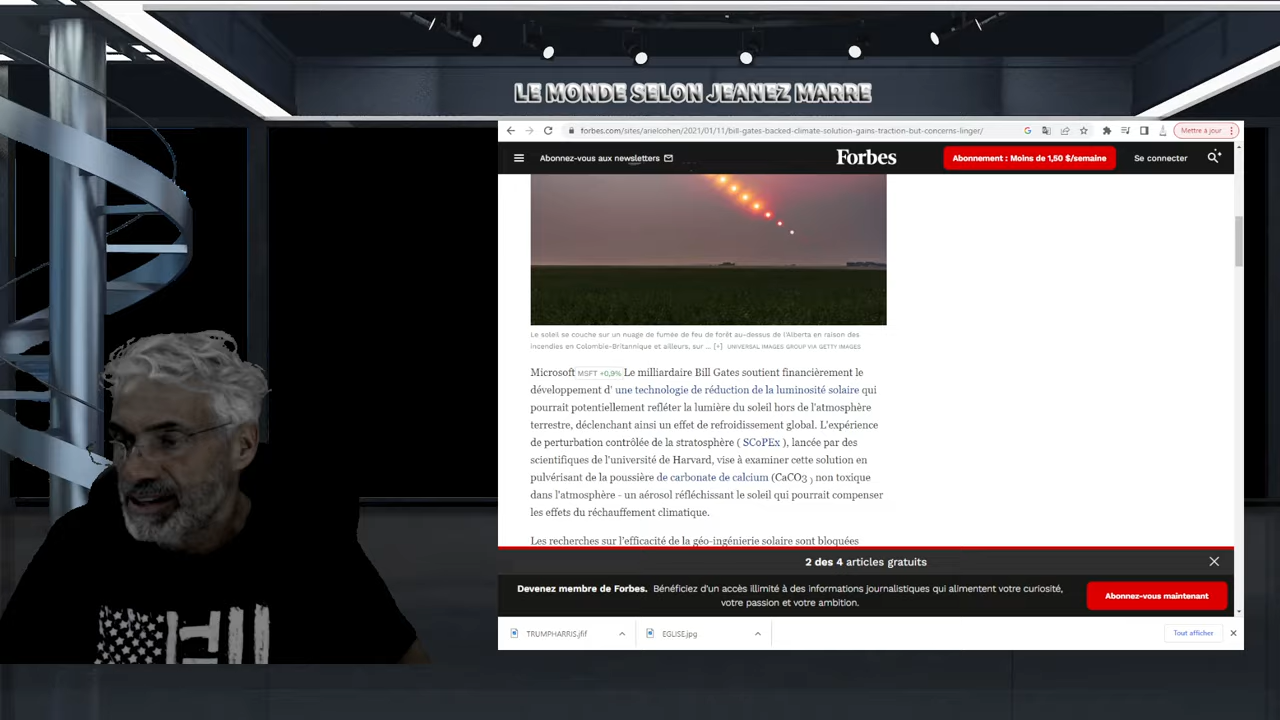 LE MONDE SELON JEANEZ MARRE
forbes.com/sites/arielcohen/2021/01/11/bill-gates-backed-climate-solution-gains-traction-but-concerns-linger/
Mettre à jour
Abonnez-vous aux newsletters
Forbes
Abonnement : Moins de 1,50 $/semaine
Se connecter
Le soleil se couche sur un nuage de fumée de feu de forêt au-dessus de l'Alberta en raison des
incendies en Colombie-Britannique et ailleurs, sur ... [+] UNIVERSAL IMAGES GROUP VIA GETTY IMAGES
Microsoft MSFT +0,9% Le milliardaire Bill Gates soutient financièrement le
développement d' une technologie de réduction de la luminosité solaire qui
pourrait potentiellement refléter la lumière du soleil hors de l'atmosphère
terrestre, déclenchant ainsi un effet de refroidissement global. L'expérience
de perturbation contrôlée de la stratosphère ( SCoPEx ), lancée par des
scientifiques de l'université de Harvard, vise à examiner cette solution en
pulvérisant de la poussière de carbonate de calcium (CaCO3 ) non toxique
dans l'atmosphère - un aérosol réfléchissant le soleil qui pourrait compenser
les effets du réchauffement climatique.
Les recherches sur l'efficacité de la géo-ingénierie solaire sont bloquées
2 des 4 articles gratuits
Devenez membre de Forbes. Bénéficiez d'un accès illimité à des informations journalistiques qui alimentent votre curiosité,
votre passion et votre ambition.
Abonnez-vous maintenant
TRUMPHARRIS.jfif
EGLISE.jpg
Tout afficher